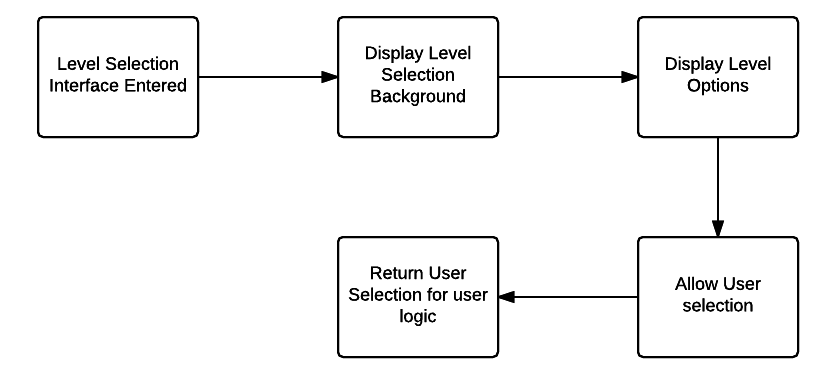 Level Selection
Interface Entered
Display Level
Selection
Background
Display Level
Options
Allow User
selection
Return User
Selection for user
logic